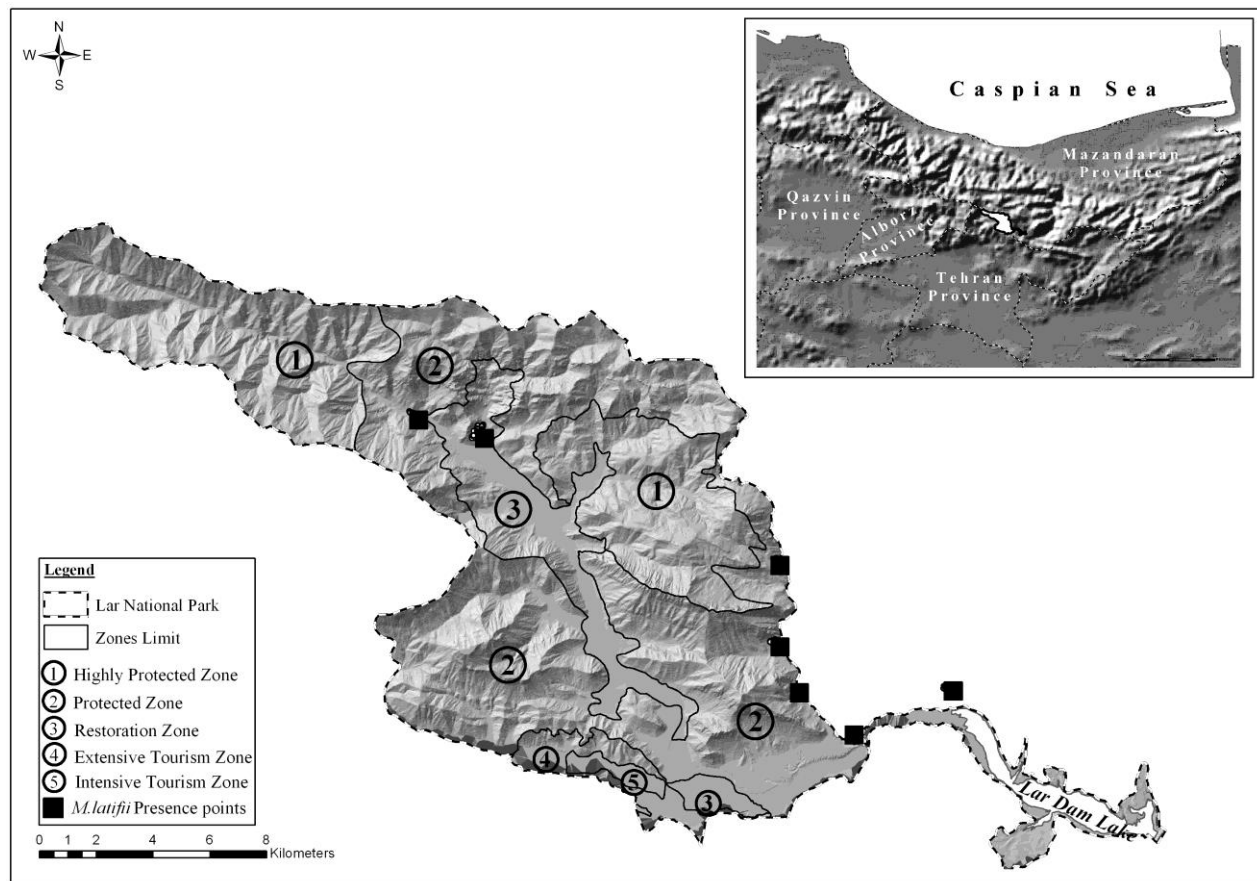 N
W E
S
Caspian Sea
Mazandaran
Province
Qazvin
Province
Alborz
Province
Tehran
Province
1
2
1
3
2
2
4
5
3
Lar Dam Lake
Legend
Lar National Park
Zones Limit
1 Highly Protected Zone
2 Protected Zone
3 Restoration Zone
4 Extensive Tourism Zone
5 Intensive Tourism Zone
M.latifii Presence points
0 1 2 4 6 8
Kilometers